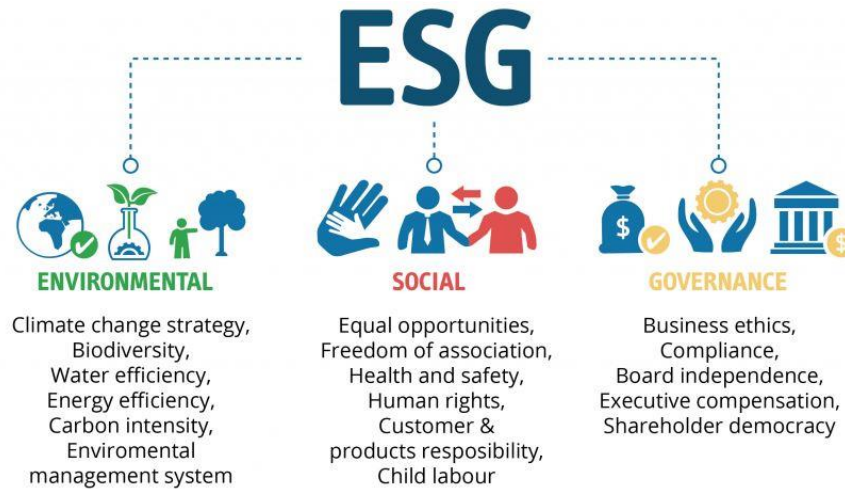 ESG
ENVIRONMENTAL
Climate change strategy,
Biodiversity,
Water efficiency,
Energy efficiency,
Carbon intensity,
Enviromental
management system
SOCIAL
Equal opportunities,
Freedom of association,
Health and safety,
Human rights,
Customer &
products resposibility,
Child labour
$
$
GOVERNANCE
Business ethics,
Compliance,
Board independence,
Executive compensation,
Shareholder democracy